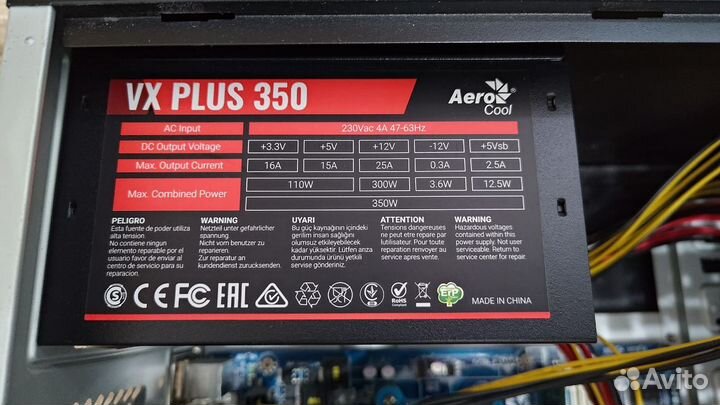 VX PLUS 350
Aero
Cool
AC Input 230Vac 4A 47-63Hz
DC Output Voltage +3.3V +5V +12V -12V +5Vsb
Max. Output Current 16A 15A 25A 0.3A 2.5A
Max. Combined Power 110W 300W 3.6W 12.5W
350W
PELIGRO
Esta fuente de poder utiliza
alta tension.
No contiene ningun
elemento reparable por el
usuario favor de enviar al
centro de servicio para su
reparacion.
WARNING
Netzteil unter gefahrlicher
spannung
Nicht vom benutzer zu
reparieren.
Zur reparatur an
kundendienst zurucksenden.
UYARI
Bu güç kaynağının içindeki
gerilim insan sağlığını
olumsuz etkileyebilecek
kadar yüksektir. Lütfen arıza
durumunda ürünü yetkili
servise gönderiniz.
ATTENTION
Tensions dangereuses
ne peut etre repare par
l'utilisateur. Pour toute
reparation renvoyer au
service apres vente.
WARNING
Hazardous voltages
contained within this
power supply. Not user
serviceable. Return to
service center for repair.
S CE FC EAC
RoHS
Compliant
ErP
MADE IN CHINA
Avito